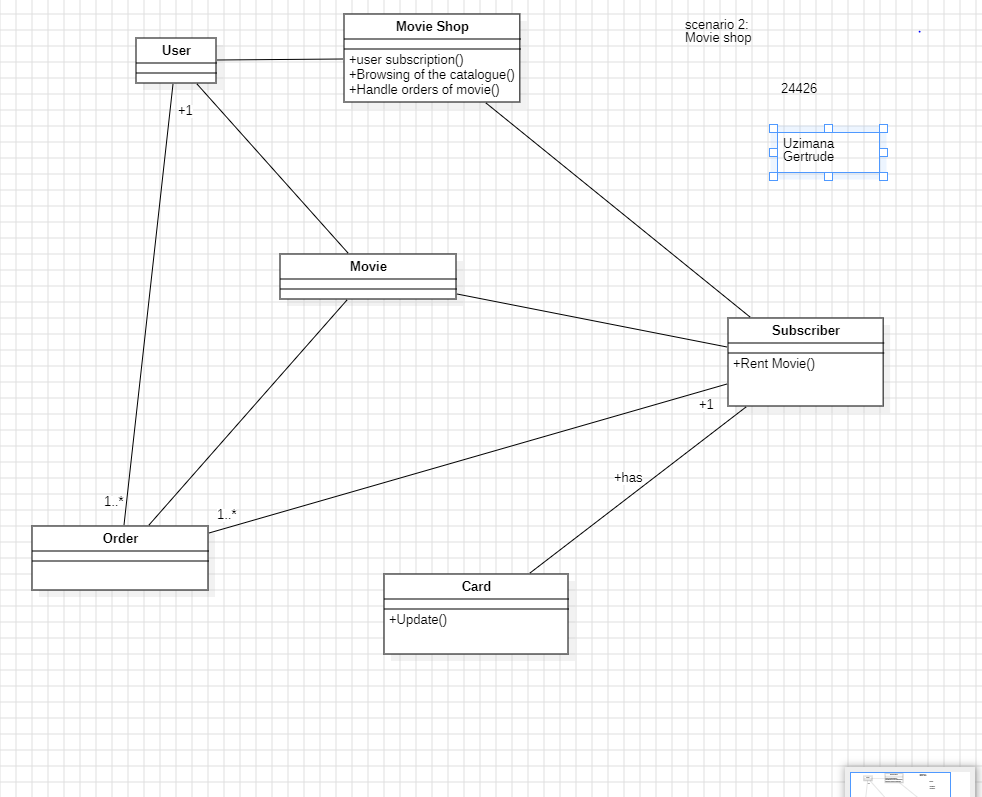 scenario 2:
Movie shop
Movie Shop
+user subscription()
+Browsing of the catalogue()
+Handle orders of movie()
User
24426
+1
Uzimana
Gertrude
Movie
Subscriber
+Rent Movie()
+1
+has
1..*
1..*
Order
Card
+Update()